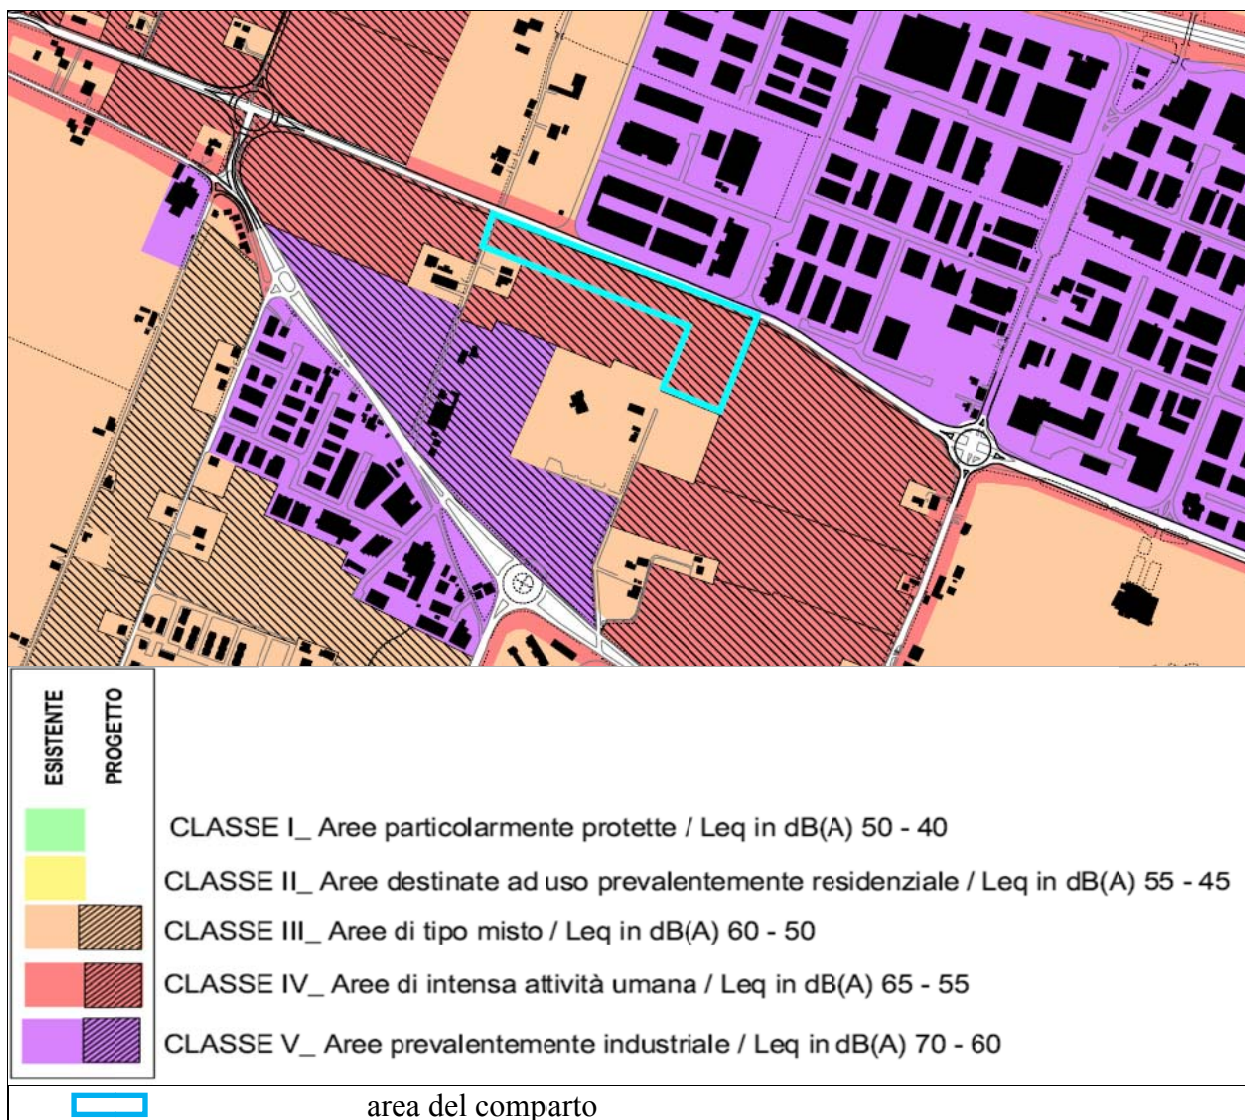 ESISTENTE
PROGETTO
CLASSE I_ Aree particolarmente protette / Leq in dB(A) 50 - 40
CLASSE II_ Aree destinate ad uso prevalentemente residenziale / Leq in dB(A) 55 - 45
CLASSE III_ Aree di tipo misto / Leq in dB(A) 60 - 50
CLASSE IV_ Aree di intensa attività umana / Leq in dB(A) 65 - 55
CLASSE V_ Aree prevalentemente industriale / Leq in dB(A) 70 - 60
area del comparto